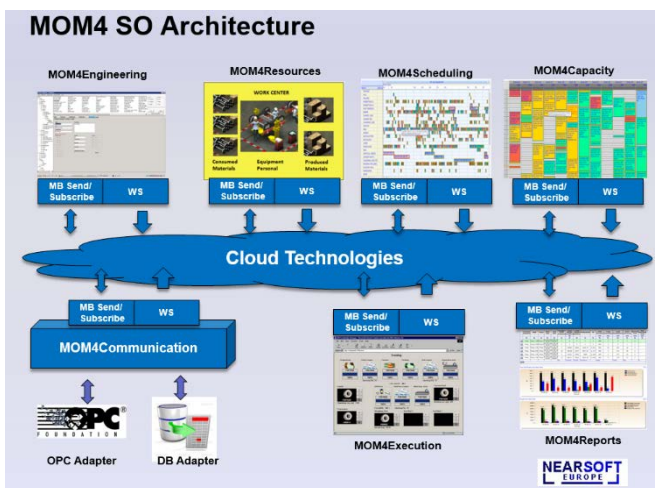 MOM4 SO Architecture
MOM4Engineering
MOM4Resources
MOM4Scheduling
MOM4Capacity
WORK CENTER
Consumed
Materials
Equipment
Personal
Produced
Materials
MB Send/
Subscribe
WS
MB Send/
Subscribe
WS
MB Send/
Subscribe
WS
MB Send/
Subscribe
WS
Cloud Technologies
MB Send/
Subscribe
WS
MB Send/
Subscribe
WS
MB Send/
Subscribe
WS
MOM4Communication
OPC
FOUNDATION
OPC Adapter
DB Adapter
MOM4Execution
MOM4Reports
NEARSOFT
EUROPE